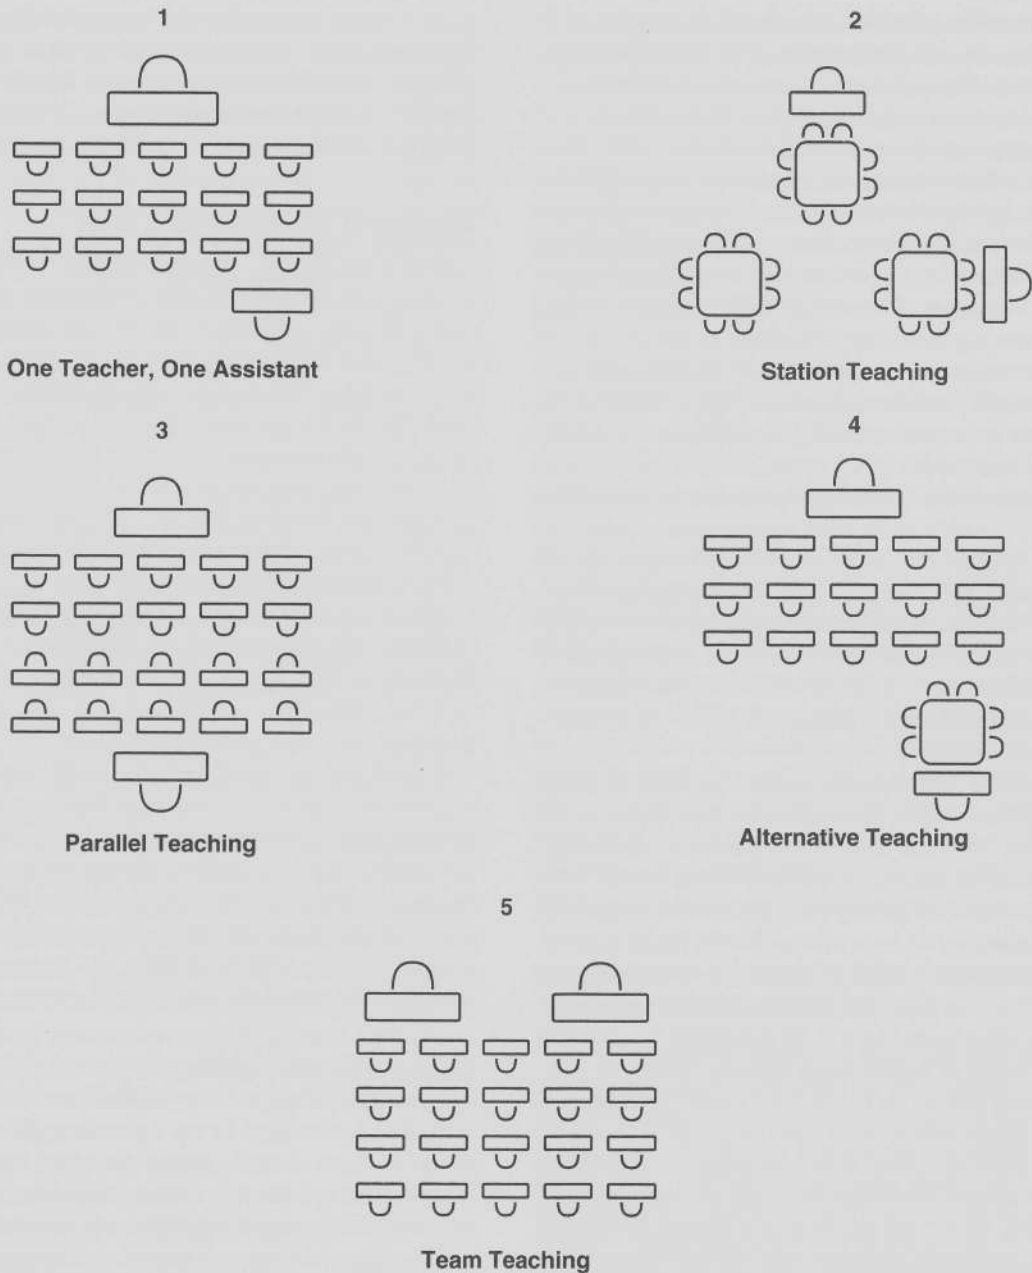 1
2
One Teacher, One Assistant
Station Teaching
3
4
Parallel Teaching
Alternative Teaching
5
Team Teaching